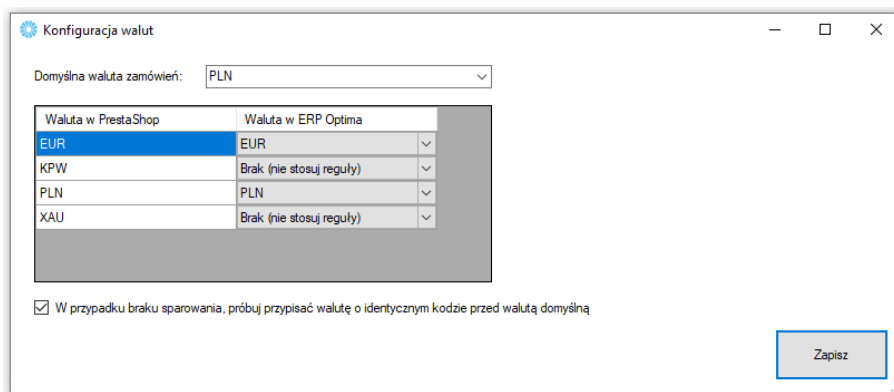 Konfiguracja walut
Domyślna waluta zamówień: PLN
Waluta w PrestaShop Waluta w ERP Optima
EUR EUR
KPW Brak (nie stosuj reguły)
PLN PLN
XAU Brak (nie stosuj reguły)
W przypadku braku sparowania, próbuj przypisać walutę o identycznym kodzie przed walutą domyślną
Zapisz